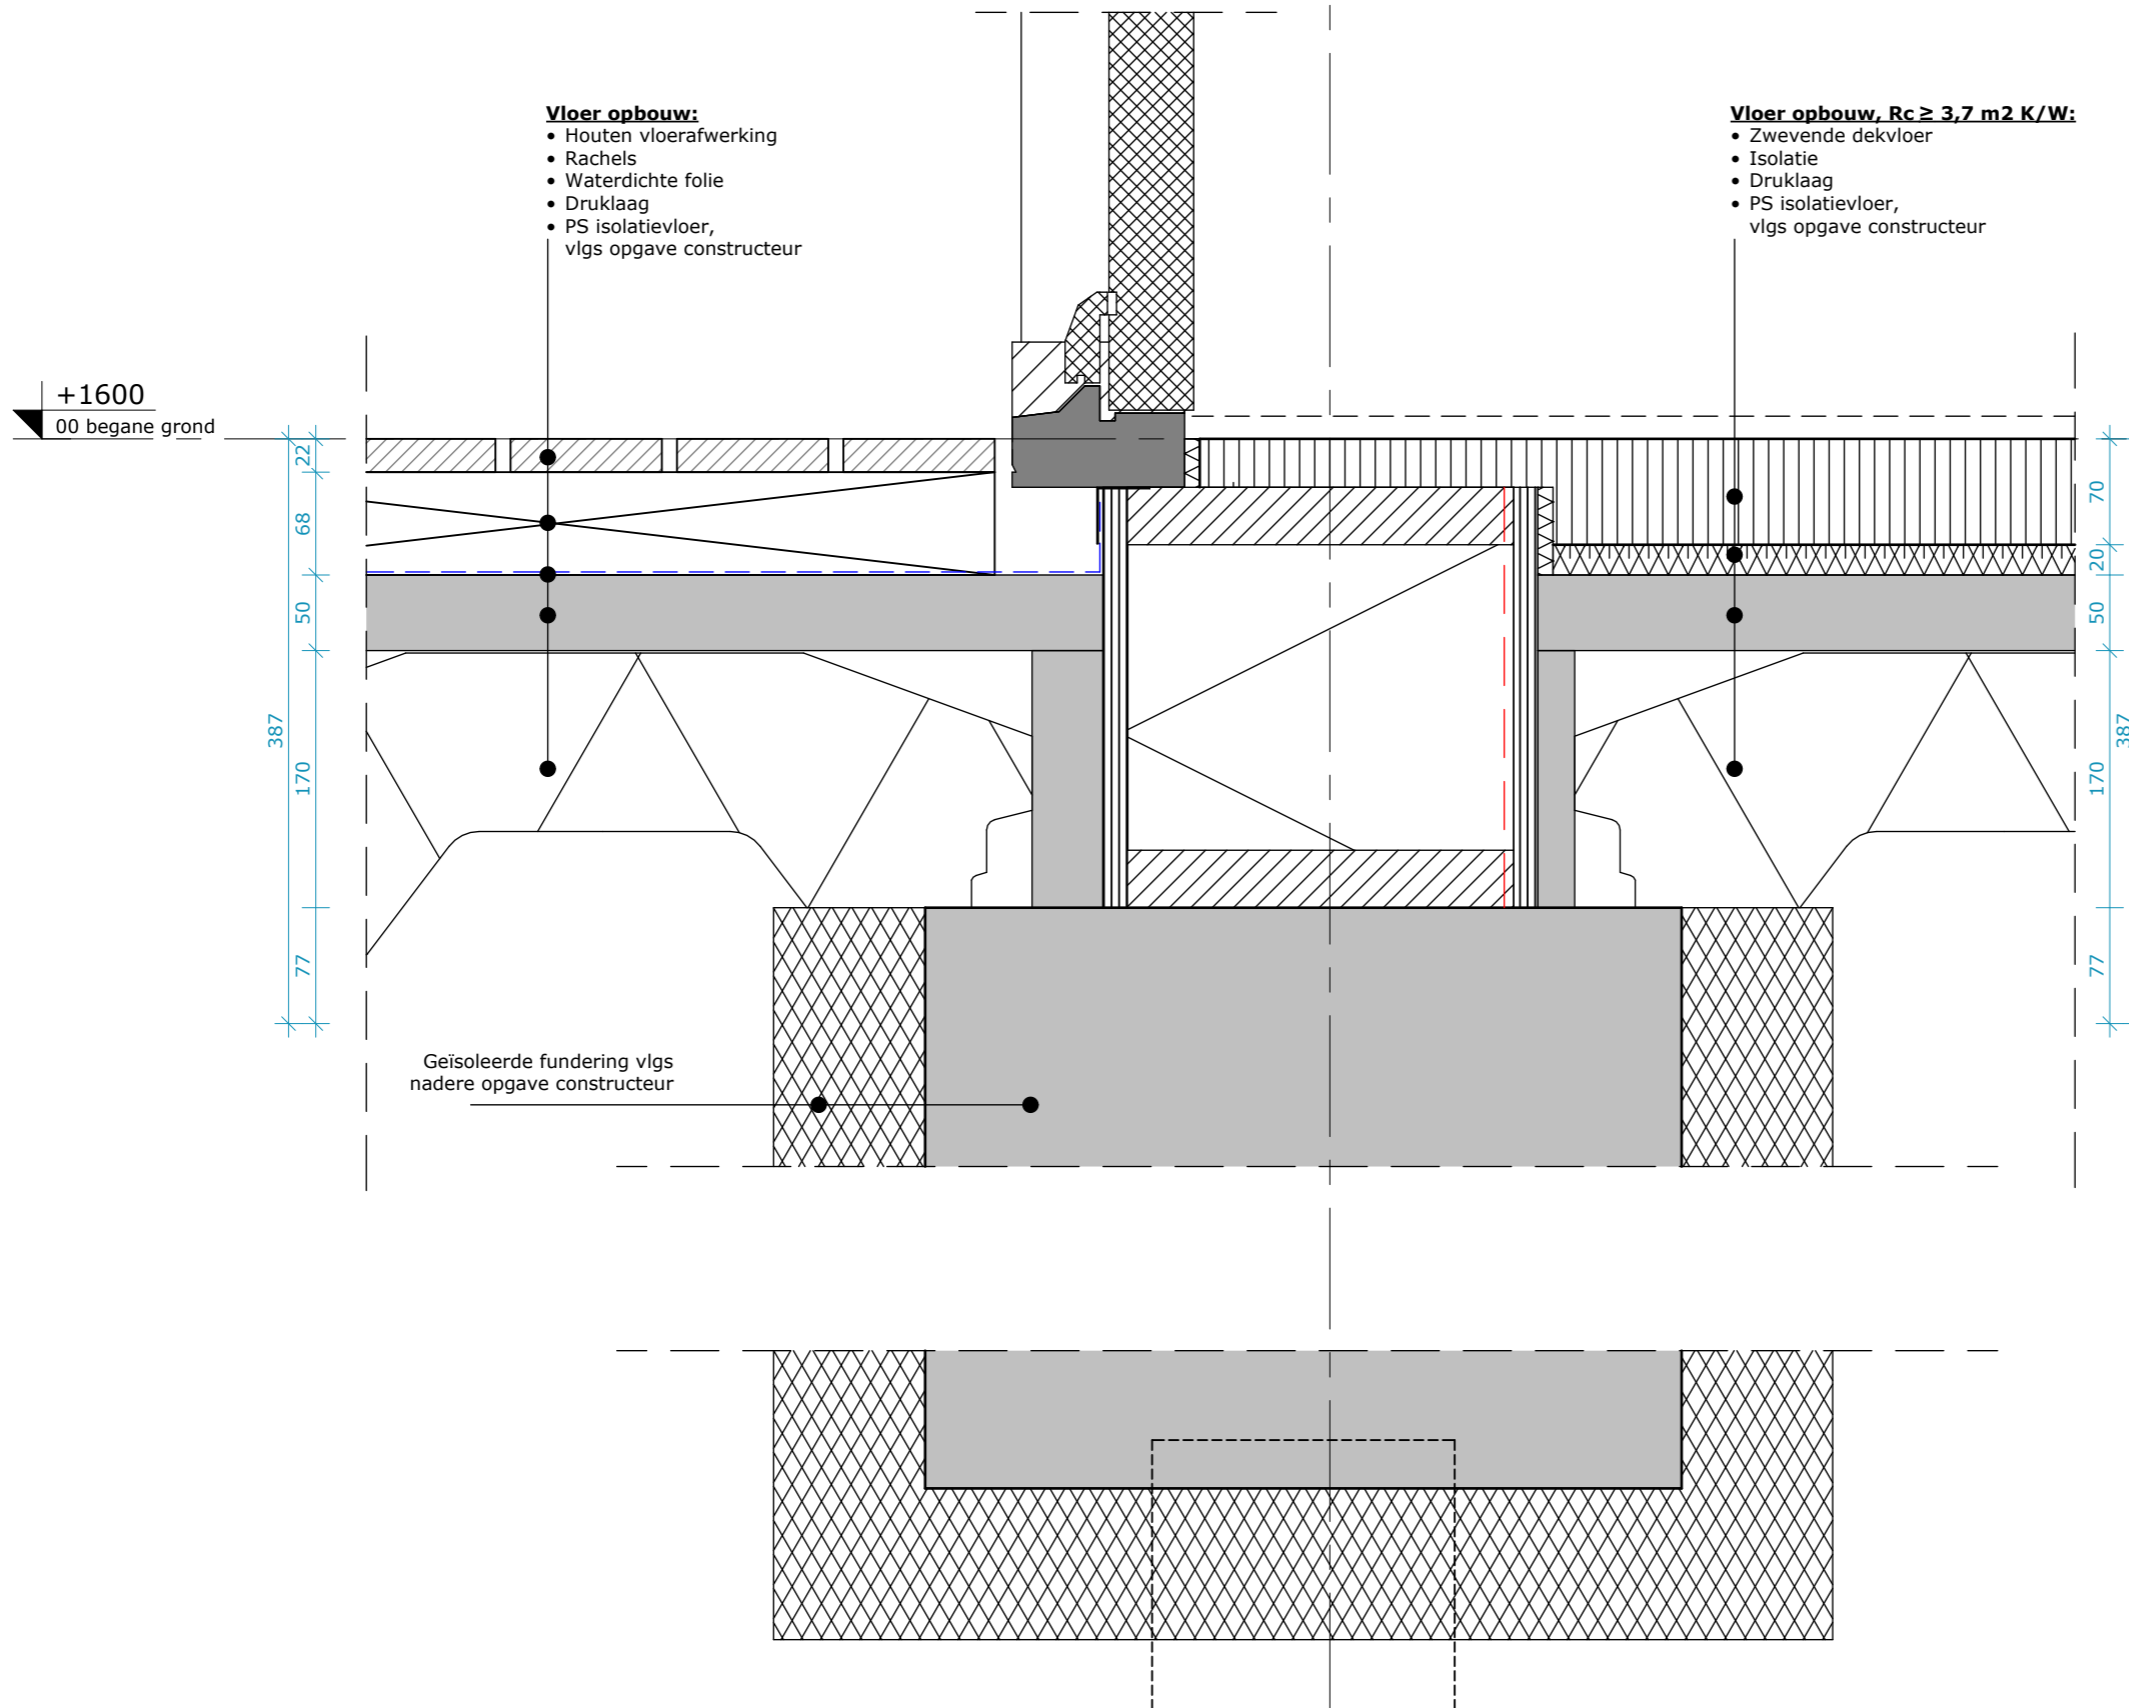 Vloer opbouw:
• Houten vloerafwerking
• Rachels
• Waterdichte folie
• Druklaag
• PS isolatievloer,
vlgs opgave constructeur
Vloer opbouw, Rc ≥ 3,7 m2 K/W:
• Zwevende dekvloer
• Isolatie
• Druklaag
• PS isolatievloer,
vlgs opgave constructeur
+1600
00 begane grond
22
68
50
170
77
387
70
20
50
170
77
387
Geïsoleerde fundering vlgs
nadere opgave constructeur